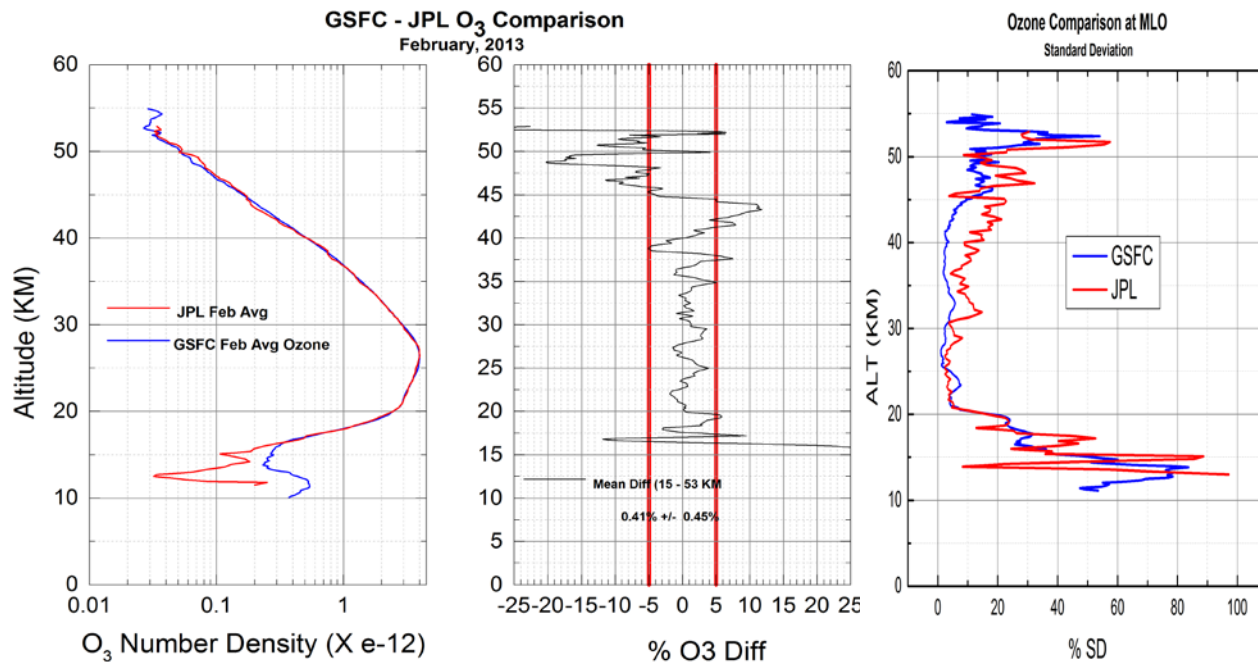 GSFC - JPL O3 Comparison
February, 2013
60
50
40
30
20
10
0
Altitude (KM)
JPL Feb Avg
GSFC Feb Avg Ozone
0.01
0.1
1
O3 Number Density (X e-12)
60
55
50
45
40
35
30
25
20
15
10
5
0
Mean Diff (15 - 53 KM
0.41% +/- 0.45%
-25 -20 -15 -10 -5 0 5 10 15 20 25
% O3 Diff
Ozone Comparison at MLO
Standard Deviation
60
50
40
30
20
10
0
ALT (KM)
GSFC
JPL
0 20 40 60 80 100
% SD